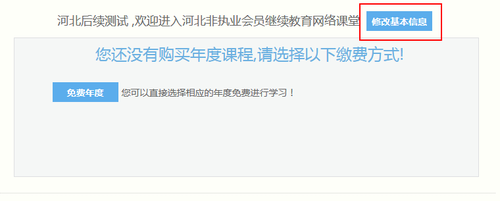 河北后续测试 ,欢迎进入河北非执业会员继续教育网络课堂 修改基本信息
您还没有购买年度课程,请选择以下缴费方式!
免费年度 您可以直接选择相应的年度免费进行学习！